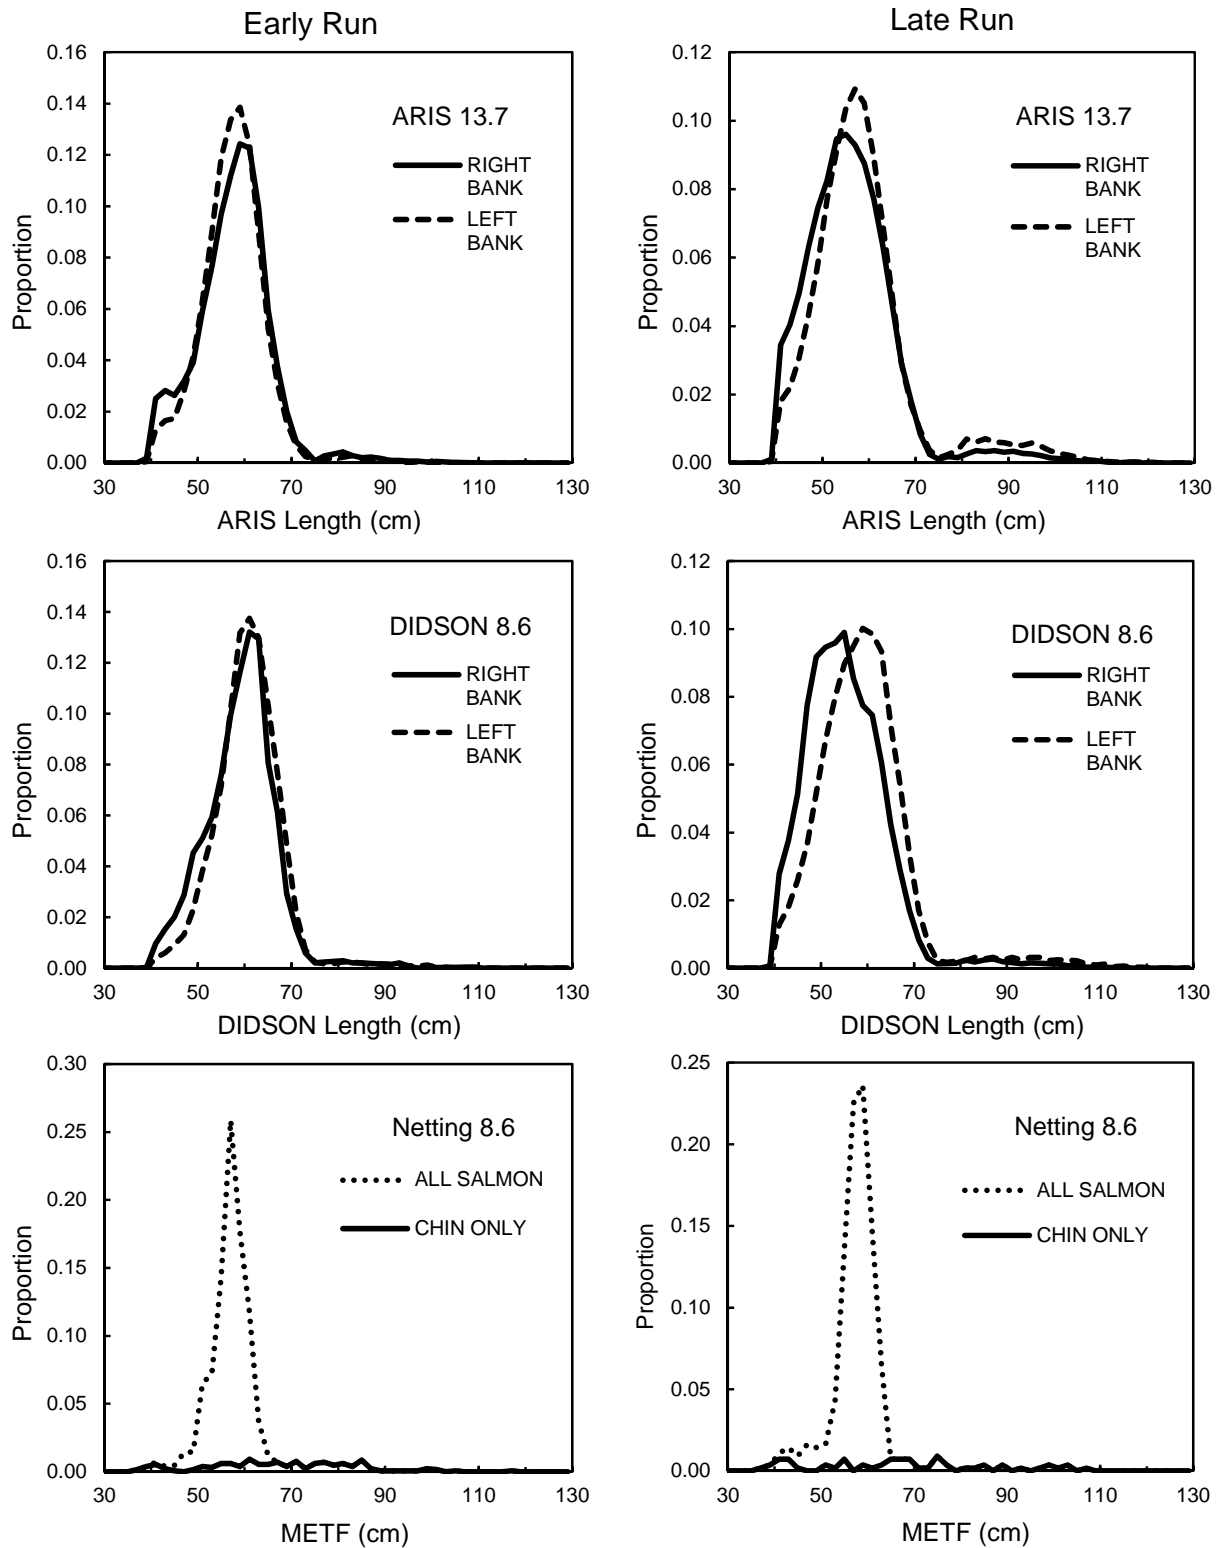 Early Run
0.16
0.14
0.12
0.10
0.08
0.06
0.04
0.02
0.00
Proportion
ARIS 13.7
RIGHT
BANK
LEFT
BANK
30 50 70 90 110 130
ARIS Length (cm)
Late Run
0.12
0.10
0.08
0.06
0.04
0.02
0.00
Proportion
ARIS 13.7
RIGHT
BANK
LEFT
BANK
30 50 70 90 110 130
ARIS Length (cm)
0.16
0.14
0.12
0.10
0.08
0.06
0.04
0.02
0.00
Proportion
DIDSON 8.6
RIGHT
BANK
LEFT
BANK
30 50 70 90 110 130
DIDSON Length (cm)
0.12
0.10
0.08
0.06
0.04
0.02
0.00
Proportion
DIDSON 8.6
RIGHT
BANK
LEFT
BANK
30 50 70 90 110 130
DIDSON Length (cm)
0.30
0.25
0.20
0.15
0.10
0.05
0.00
Proportion
Netting 8.6
ALL SALMON
CHIN ONLY
30 50 70 90 110 130
METF (cm)
0.25
0.20
0.15
0.10
0.05
0.00
Proportion
Netting 8.6
ALL SALMON
CHIN ONLY
30 50 70 90 110 130
METF (cm)